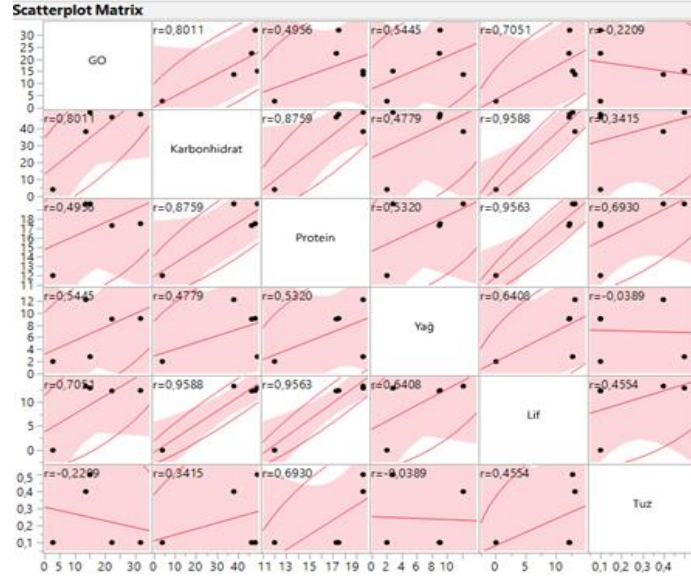 Scatterplot Matrix
30 25 20 15 10 5 0 GO r=0,8011 r=0,4956 r=0,5445 r=0,7051 r=-0,2209
40 30 20 10 0 r=0,8011 Karbonhidrat r=0,8759 r=0,4779 r=0,9588 r=0,3415
19 18 17 16 15 13 12 11 r=0,4956 r=0,8759 Protein r=0,5320 r=0,9563 r=0,6930
12 10 8 6 4 2 0 r=0,5445 r=0,4779 r=0,5320 Yağ r=0,6408 r=-0,0389
10 5 0 r=0,7051 r=0,9588 r=0,9563 r=0,6408 Lif r=0,4554
0,5 0,4 0,3 0,2 0,1 r=-0,2209 r=0,3415 r=0,6930 r=-0,0389 r=0,4554 Tuz
0 5 10 20 30 0 10 20 30 40 11 13 15 17 19 0 2 4 6 8 10 0 5 10 0,1 0,2 0,4